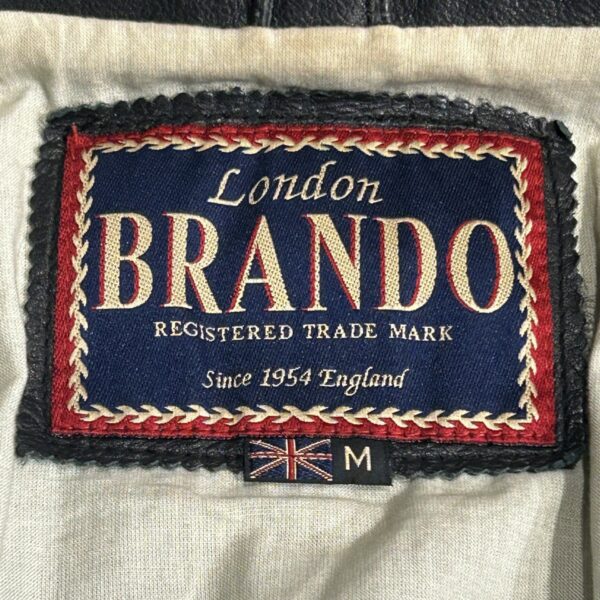 London
BRANDO
REGISTERED TRADE MARK
Since 1954 England
M